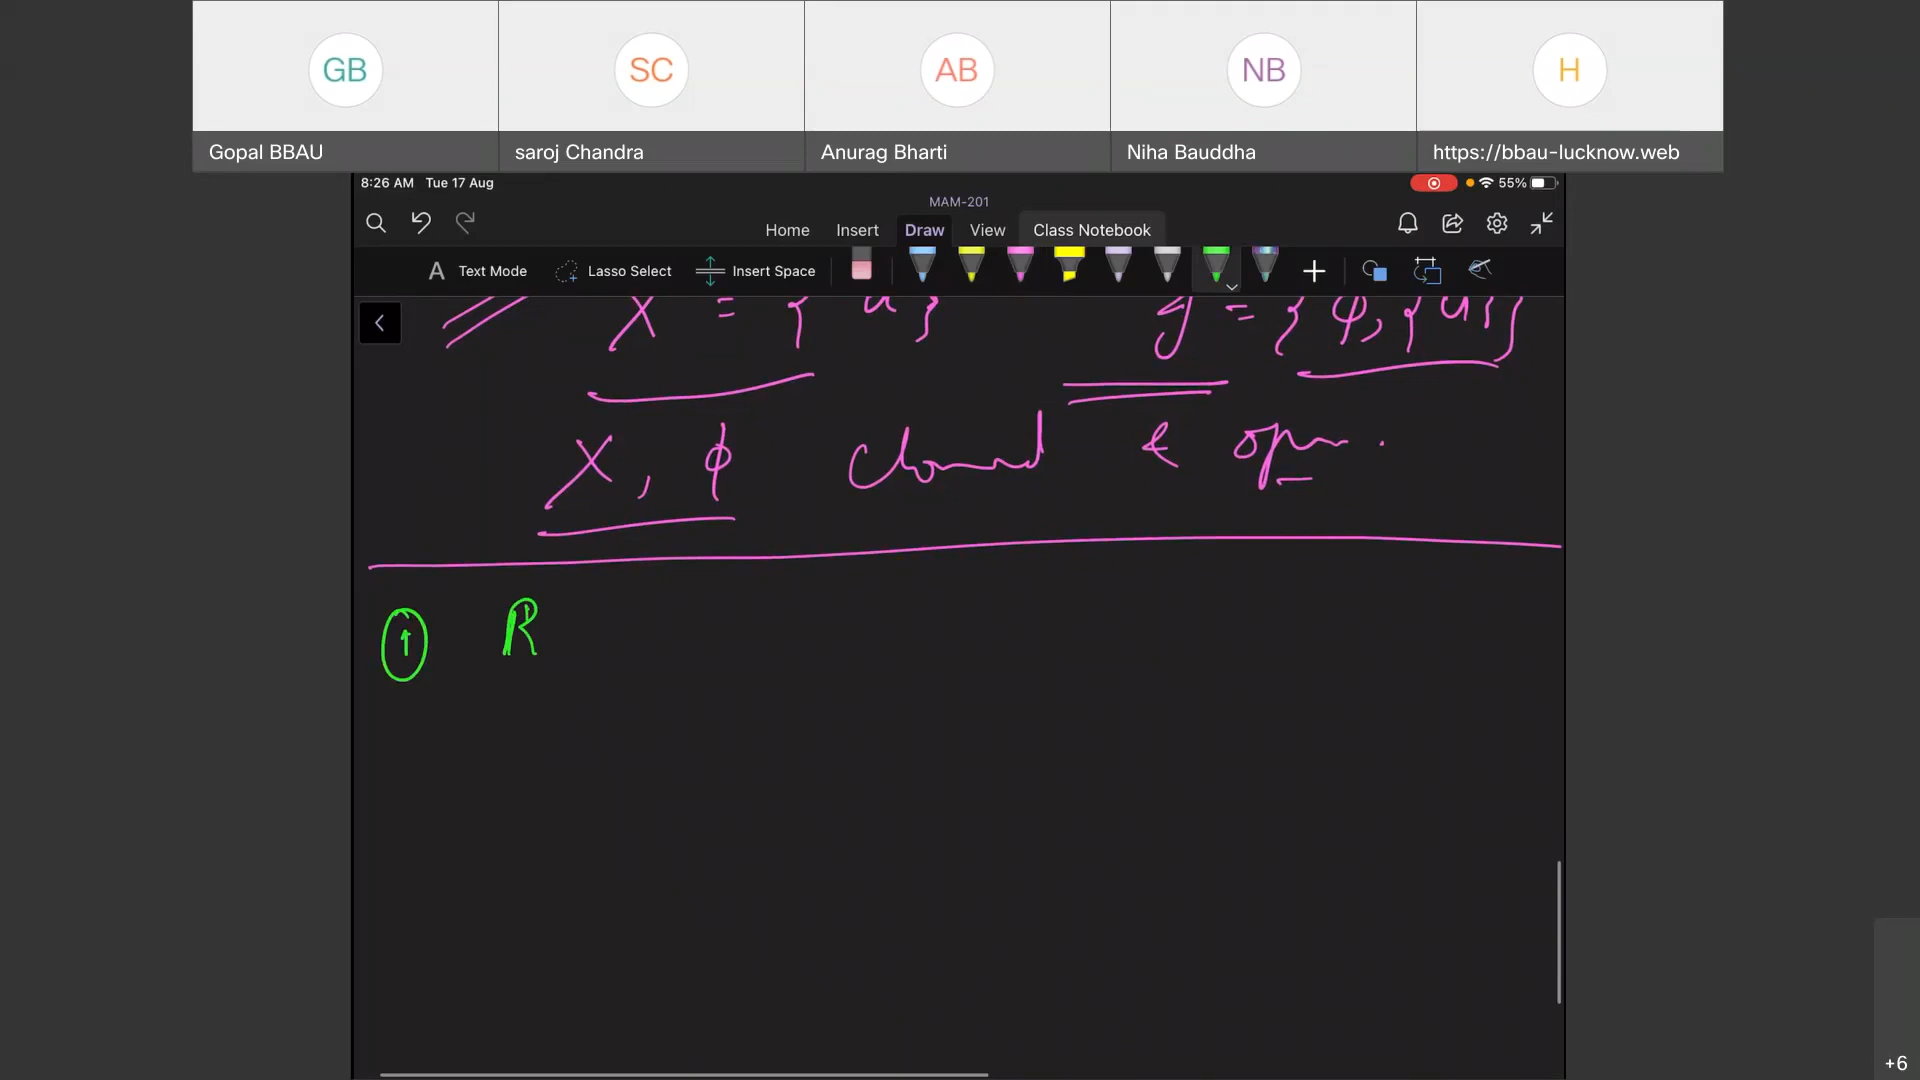 GB SC AB NB H
Gopal BBAU saroj Chandra Anurag Bharti Niha Bauddha https://bbau-lucknow.web
8:26 AM Tue 17 Aug 55%
MAM-201
Home Insert Draw View Class Notebook
A Text Mode Lasso Select Insert Space
X = { a } y = { ϕ, {a} }
X, ϕ closed & open.
1 R
+6